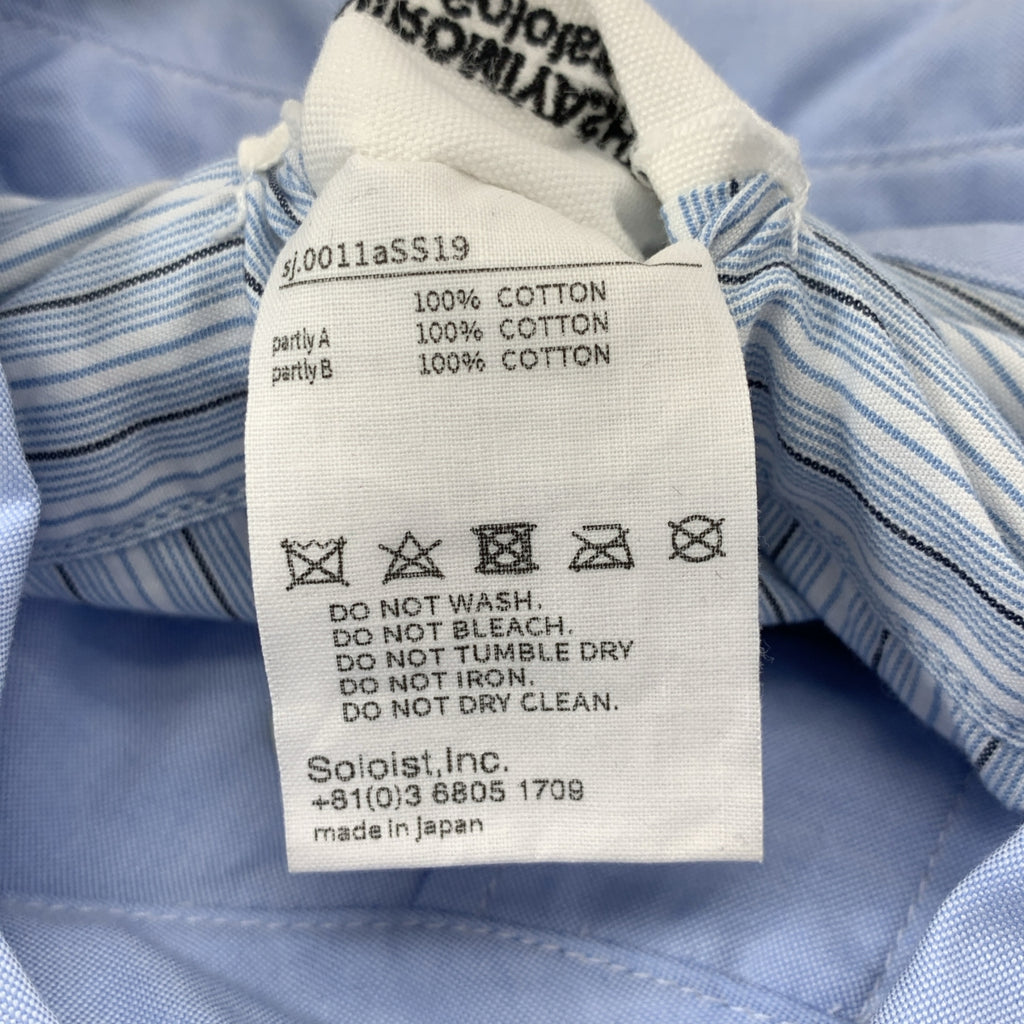 sj.0011aSS19
100% COTTON
partly A 100% COTTON
partly B 100% COTTON
DO NOT WASH.
DO NOT BLEACH.
DO NOT TUMBLE DRY
DO NOT IRON.
DO NOT DRY CLEAN.
Soloist,Inc.
+81(0)3 6805 1709
made in japan